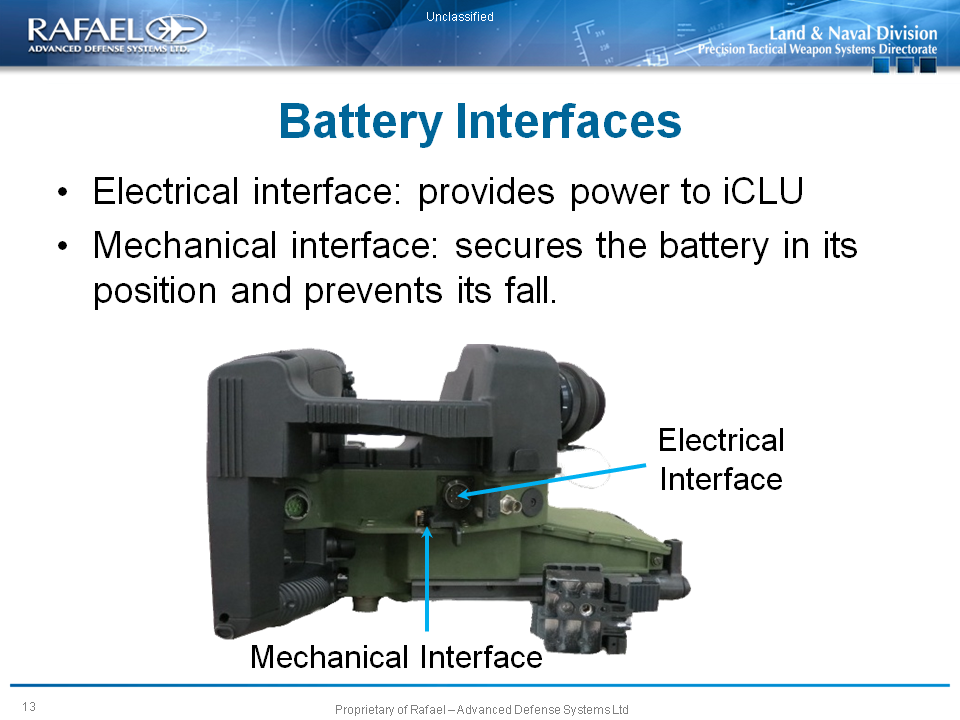 Unclassified
RAFAEL
ADVANCED DEFENSE SYSTEMS LTD.
Land & Naval Division
Precision Tactical Weapon Systems Directorate
Battery Interfaces
• Electrical interface: provides power to iCLU
• Mechanical interface: secures the battery in its
position and prevents its fall.
Electrical
Interface
Mechanical Interface
13
Proprietary of Rafael – Advanced Defense Systems Ltd